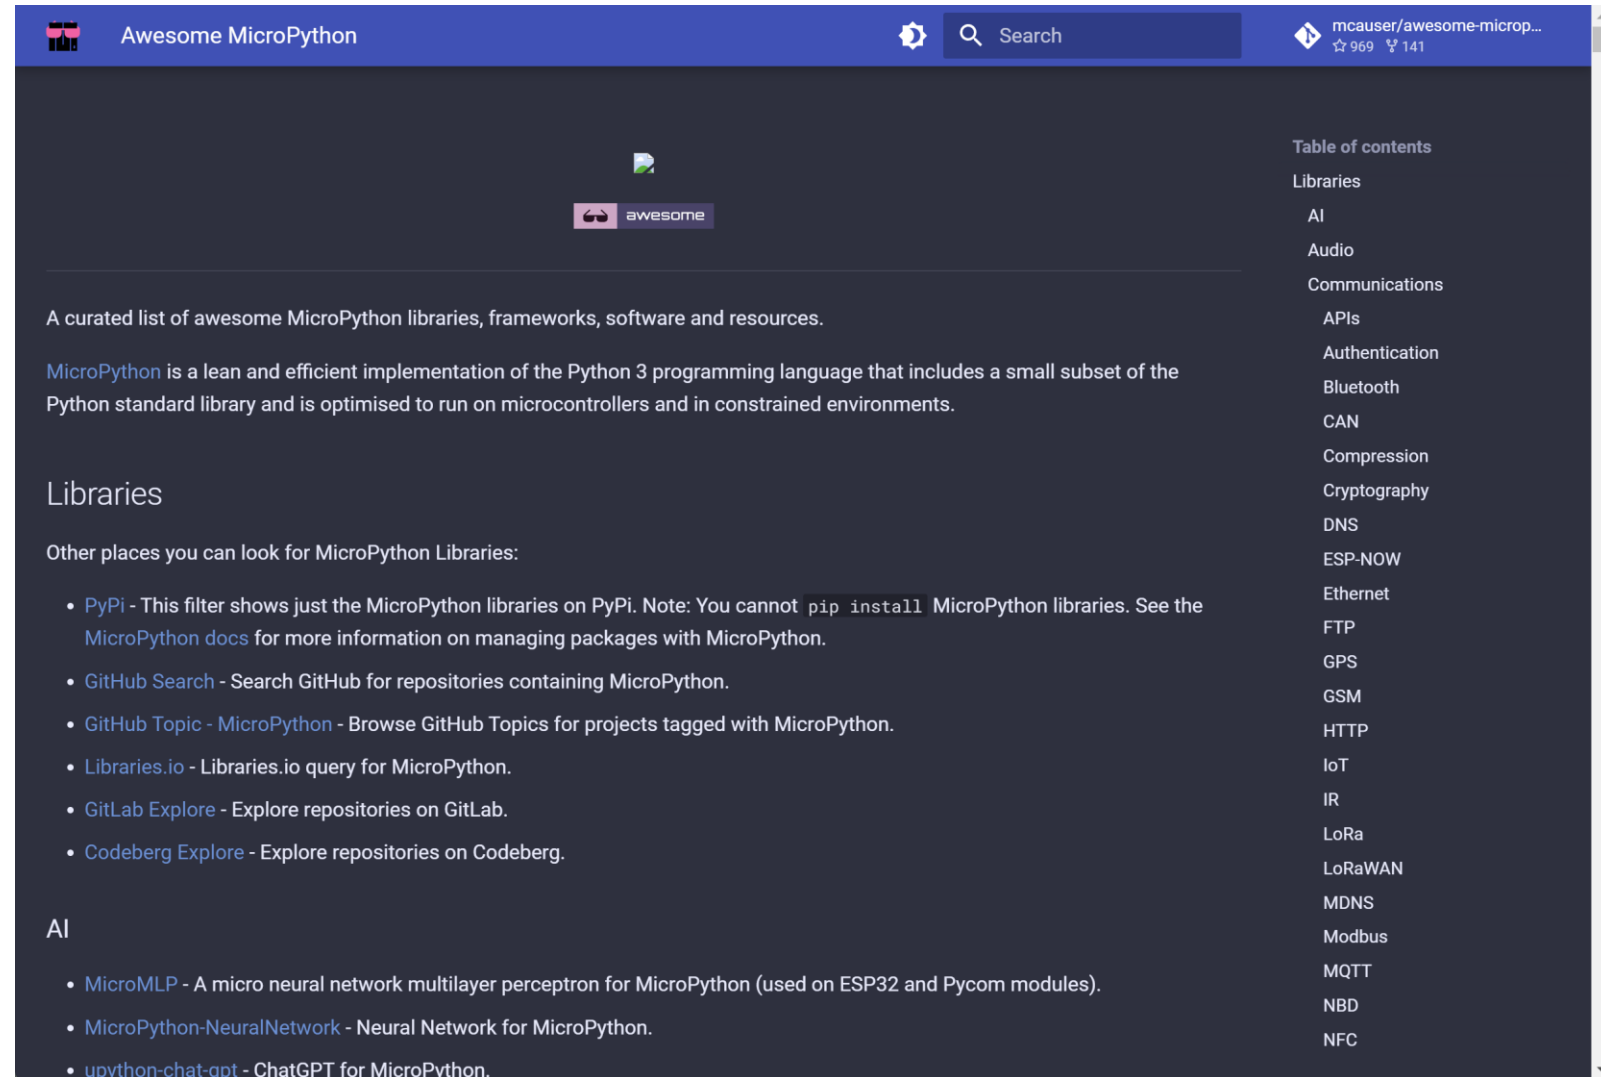 Awesome MicroPython
Search
mcauser/awesome-microp...
969 141
awesome
A curated list of awesome MicroPython libraries, frameworks, software and resources.
MicroPython is a lean and efficient implementation of the Python 3 programming language that includes a small subset of the
Python standard library and is optimised to run on microcontrollers and in constrained environments.
Libraries
Other places you can look for MicroPython Libraries:
• PyPi - This filter shows just the MicroPython libraries on PyPi. Note: You cannot pip install MicroPython libraries. See the
MicroPython docs for more information on managing packages with MicroPython.
• GitHub Search - Search GitHub for repositories containing MicroPython.
• GitHub Topic - MicroPython - Browse GitHub Topics for projects tagged with MicroPython.
• Libraries.io - Libraries.io query for MicroPython.
• GitLab Explore - Explore repositories on GitLab.
• Codeberg Explore - Explore repositories on Codeberg.
AI
• MicroMLP - A micro neural network multilayer perceptron for MicroPython (used on ESP32 and Pycom modules).
• MicroPython-NeuralNetwork - Neural Network for MicroPython.
• upython-chat-gpt - ChatGPT for MicroPython.
Table of contents
Libraries
AI
Audio
Communications
APIs
Authentication
Bluetooth
CAN
Compression
Cryptography
DNS
ESP-NOW
Ethernet
FTP
GPS
GSM
HTTP
IoT
IR
LoRa
LoRaWAN
MDNS
Modbus
MQTT
NBD
NFC